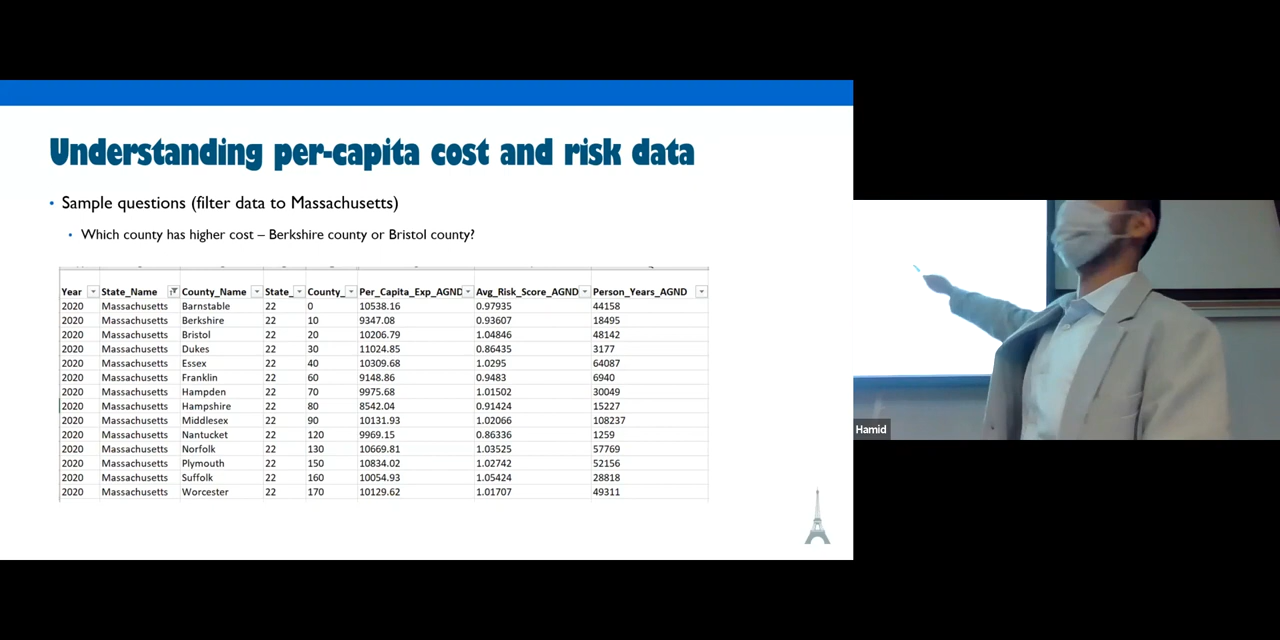 Understanding per-capita cost and risk data
• Sample questions (filter data to Massachusetts)
• Which county has higher cost – Berkshire county or Bristol county?
Year State_Name County_Name State_ County_ Per_Capita_Exp_AGND Avg_Risk_Score_AGND Person_Years_AGND
2020 Massachusetts Barnstable 22 0 10538.16 0.97935 44158
2020 Massachusetts Berkshire 22 10 9347.08 0.93607 18495
2020 Massachusetts Bristol 22 20 10206.79 1.04846 48142
2020 Massachusetts Dukes 22 30 11024.85 0.86435 3177
2020 Massachusetts Essex 22 40 10309.68 1.0295 64087
2020 Massachusetts Franklin 22 60 9148.86 0.9483 6940
2020 Massachusetts Hampden 22 70 9975.68 1.01502 30049
2020 Massachusetts Hampshire 22 80 8542.04 0.91424 15227
2020 Massachusetts Middlesex 22 90 10131.93 1.02066 108237
2020 Massachusetts Nantucket 22 120 9969.15 0.86336 1259
2020 Massachusetts Norfolk 22 130 10669.81 1.03525 57769
2020 Massachusetts Plymouth 22 150 10834.02 1.02742 52156
2020 Massachusetts Suffolk 22 160 10054.93 1.05424 28818
2020 Massachusetts Worcester 22 170 10129.62 1.01707 49311
Hamid